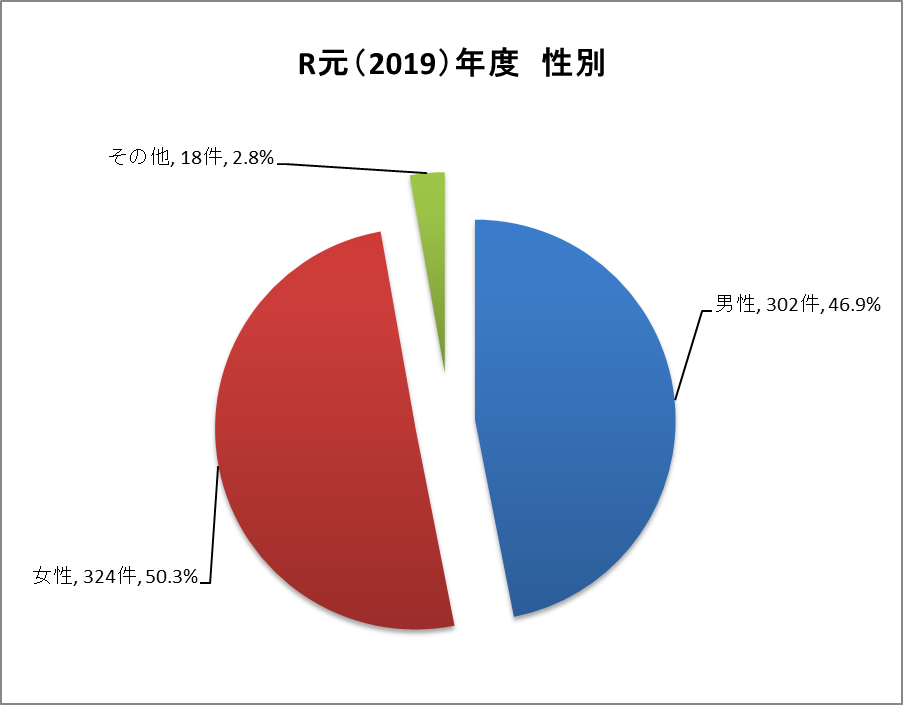 R元（2019）年度　性別
その他, 18件, 2.8%
男性, 302件, 46.9%
女性, 324件, 50.3%